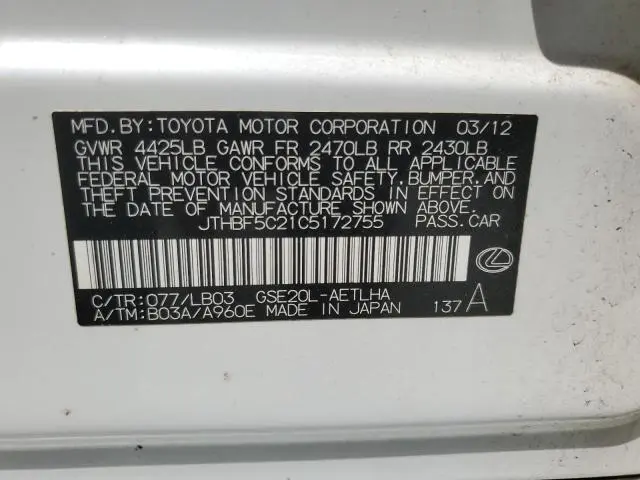 MFD.BY:TOYOTA MOTOR CORPORATION 03/12
GVWR 4425LB GAWR FR 2470LB RR 2430LB
THIS VEHICLE CONFORMS TO ALL APPLICABLE
FEDERAL MOTOR VEHICLE SAFETY,BUMPER,AND
THEFT PREVENTION STANDARDS IN EFFECT ON
THE DATE OF MANUFACTURE SHOWN ABOVE.
JTHBF5C21C5172755 PASS.CAR
C/TR:077/LB03 GSE20L-AETLHA
A/TM:B03A/A960E MADE IN JAPAN 137A